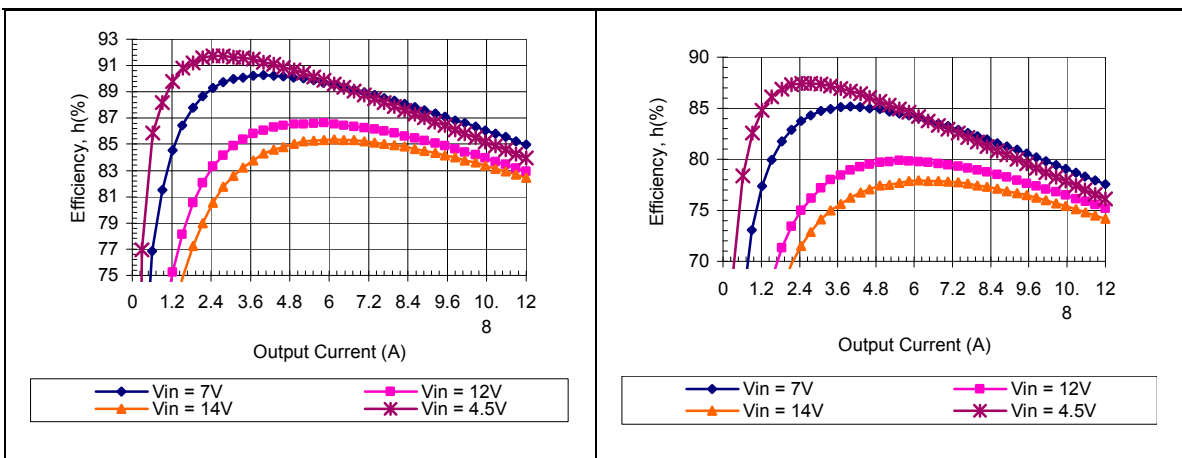 Efficiency, h(%)
93
91
89
87
85
83
81
79
77
75
0 1.2 2.4 3.6 4.8 6 7.2 8.4 9.6 10. 12
8
Output Current (A)
Vin = 7V Vin = 12V
Vin = 14V Vin = 4.5V
Efficiency, h(%)
90
85
80
75
70
0 1.2 2.4 3.6 4.8 6 7.2 8.4 9.6 10. 12
8
Output Current (A)
Vin = 7V Vin = 12V
Vin = 14V Vin = 4.5V